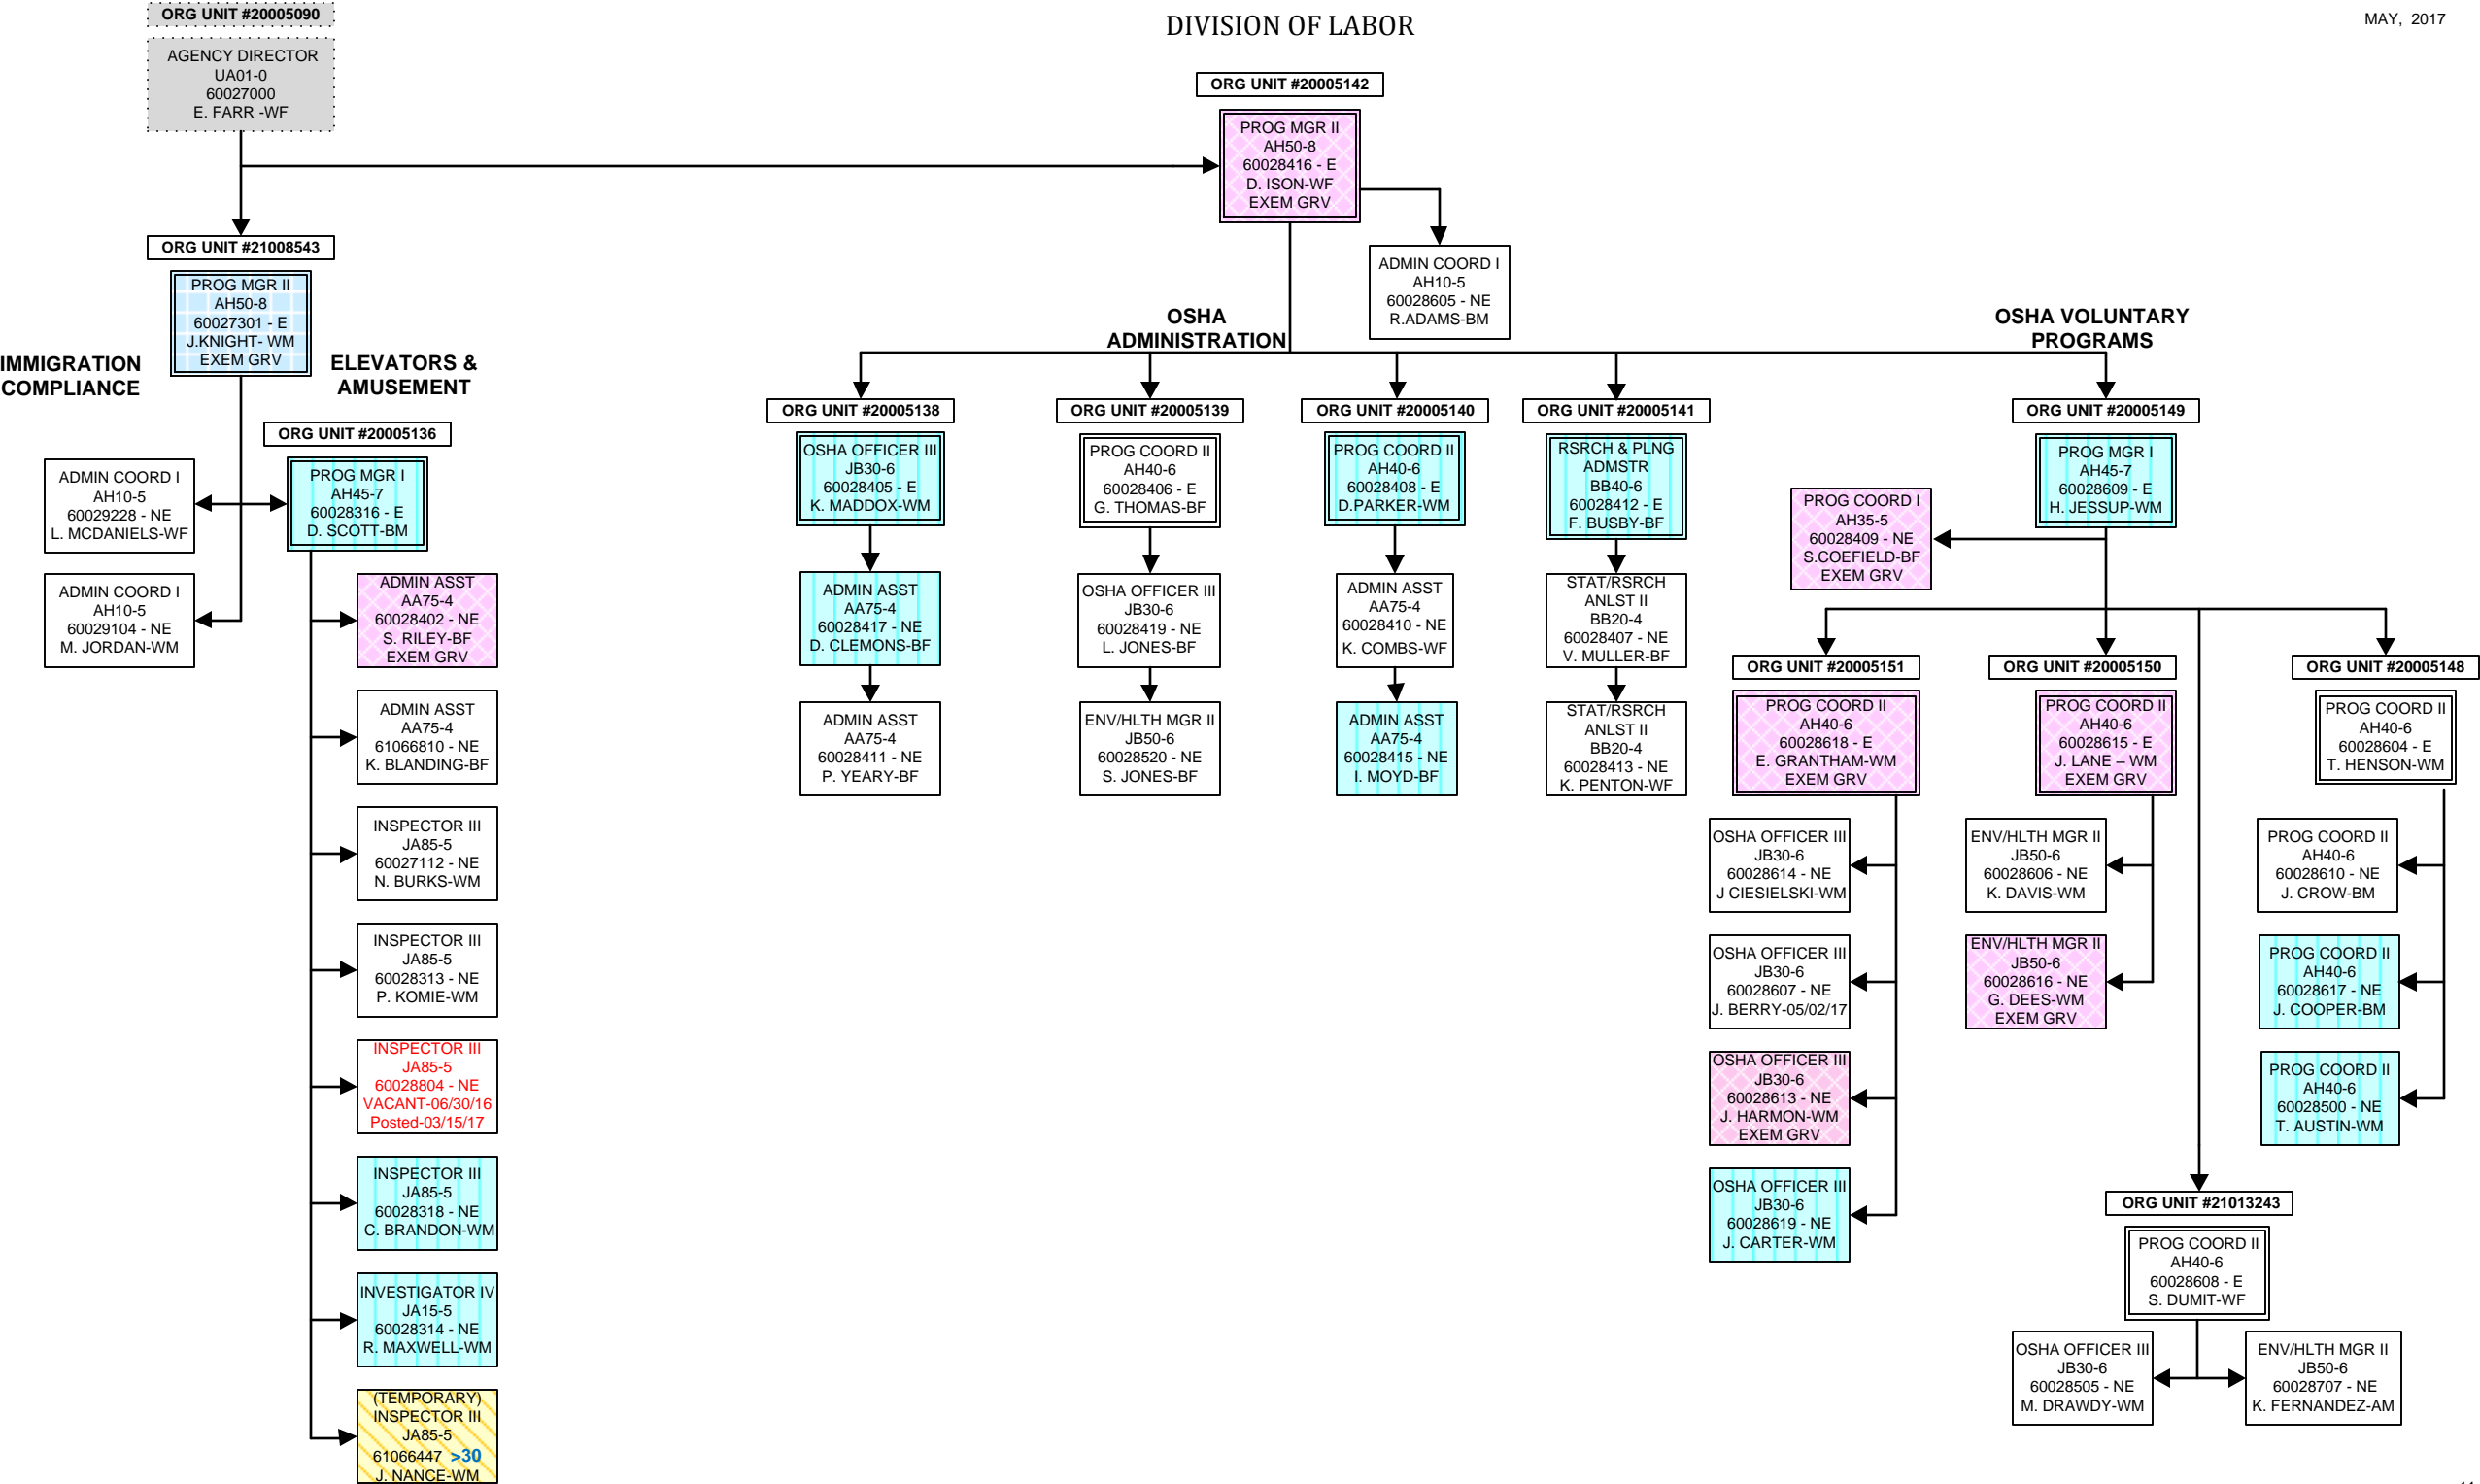 ORG UNIT #20005090
DIVISION OF LABOR
MAY, 2017
AGENCY DIRECTOR
UA01-0
60027000
E. FARR -WF
ORG UNIT #20005142
PROG MGR II
AH50-8
60028416 - E
D. ISON-WF
EXEM GRV
ADMIN COORD I
AH10-5
60028605 - NE
R.ADAMS-BM
ORG UNIT #21008543
PROG MGR II
AH50-8
60027301 - E
J.KNIGHT- WM
EXEM GRV
IMMIGRATION
COMPLIANCE
ELEVATORS &
AMUSEMENT
ADMIN COORD I
AH10-5
60029228 - NE
L. MCDANIELS-WF
ADMIN COORD I
AH10-5
60029104 - NE
M. JORDAN-WM
ORG UNIT #20005136
PROG MGR I
AH45-7
60028316 - E
D. SCOTT-BM
ADMIN ASST
AA75-4
60028402 - NE
S. RILEY-BF
EXEM GRV
ADMIN ASST
AA75-4
61066810 - NE
K. BLANDING-BF
INSPECTOR III
JA85-5
60027112 - NE
N. BURKS-WM
INSPECTOR III
JA85-5
60028313 - NE
P. KOMIE-WM
INSPECTOR III
JA85-5
60028804 - NE
VACANT-06/30/16
Posted-03/15/17
INSPECTOR III
JA85-5
60028318 - NE
C. BRANDON-WM
INVESTIGATOR IV
JA15-5
60028314 - NE
R. MAXWELL-WM
(TEMPORARY)
INSPECTOR III
JA85-5
61066447 >30
J. NANCE-WM
OSHA
ADMINISTRATION
ORG UNIT #20005138
OSHA OFFICER III
JB30-6
60028405 - E
K. MADDOX-WM
ADMIN ASST
AA75-4
60028417 - NE
D. CLEMONS-BF
ADMIN ASST
AA75-4
60028411 - NE
P. YEARY-BF
ORG UNIT #20005139
PROG COORD II
AH40-6
60028406 - E
G. THOMAS-BF
OSHA OFFICER III
JB30-6
60028419 - NE
L. JONES-BF
ENV/HLTH MGR II
JB50-6
60028520 - NE
S. JONES-BF
ORG UNIT #20005140
PROG COORD II
AH40-6
60028408 - E
D.PARKER-WM
ADMIN ASST
AA75-4
60028410 - NE
K. COMBS-WF
ADMIN ASST
AA75-4
60028415 - NE
I. MOYD-BF
ORG UNIT #20005141
RSRCH & PLNG
ADMSTR
BB40-6
60028412 - E
F. BUSBY-BF
STAT/RSRCH
ANLST II
BB20-4
60028407 - NE
V. MULLER-BF
STAT/RSRCH
ANLST II
BB20-4
60028413 - NE
K. PENTON-WF
OSHA VOLUNTARY
PROGRAMS
ORG UNIT #20005149
PROG MGR I
AH45-7
60028609 - E
H. JESSUP-WM
PROG COORD I
AH35-5
60028409 - NE
S.COEFIELD-BF
EXEM GRV
ORG UNIT #20005151
PROG COORD II
AH40-6
60028618 - E
E. GRANTHAM-WM
EXEM GRV
OSHA OFFICER III
JB30-6
60028614 - NE
J CIESIELSKI-WM
OSHA OFFICER III
JB30-6
60028607 - NE
J. BERRY-05/02/17
OSHA OFFICER III
JB30-6
60028613 - NE
J. HARMON-WM
EXEM GRV
OSHA OFFICER III
JB30-6
60028619 - NE
J. CARTER-WM
ORG UNIT #20005150
PROG COORD II
AH40-6
60028615 - E
J. LANE – WM
EXEM GRV
ENV/HLTH MGR II
JB50-6
60028606 - NE
K. DAVIS-WM
ENV/HLTH MGR II
JB50-6
60028616 - NE
G. DEES-WM
EXEM GRV
ORG UNIT #20005148
PROG COORD II
AH40-6
60028604 - E
T. HENSON-WM
PROG COORD II
AH40-6
60028610 - NE
J. CROW-BM
PROG COORD II
AH40-6
60028617 - NE
J. COOPER-BM
PROG COORD II
AH40-6
60028500 - NE
T. AUSTIN-WM
ORG UNIT #21013243
PROG COORD II
AH40-6
60028608 - E
S. DUMIT-WF
OSHA OFFICER III
JB30-6
60028505 - NE
M. DRAWDY-WM
ENV/HLTH MGR II
JB50-6
60028707 - NE
K. FERNANDEZ-AM